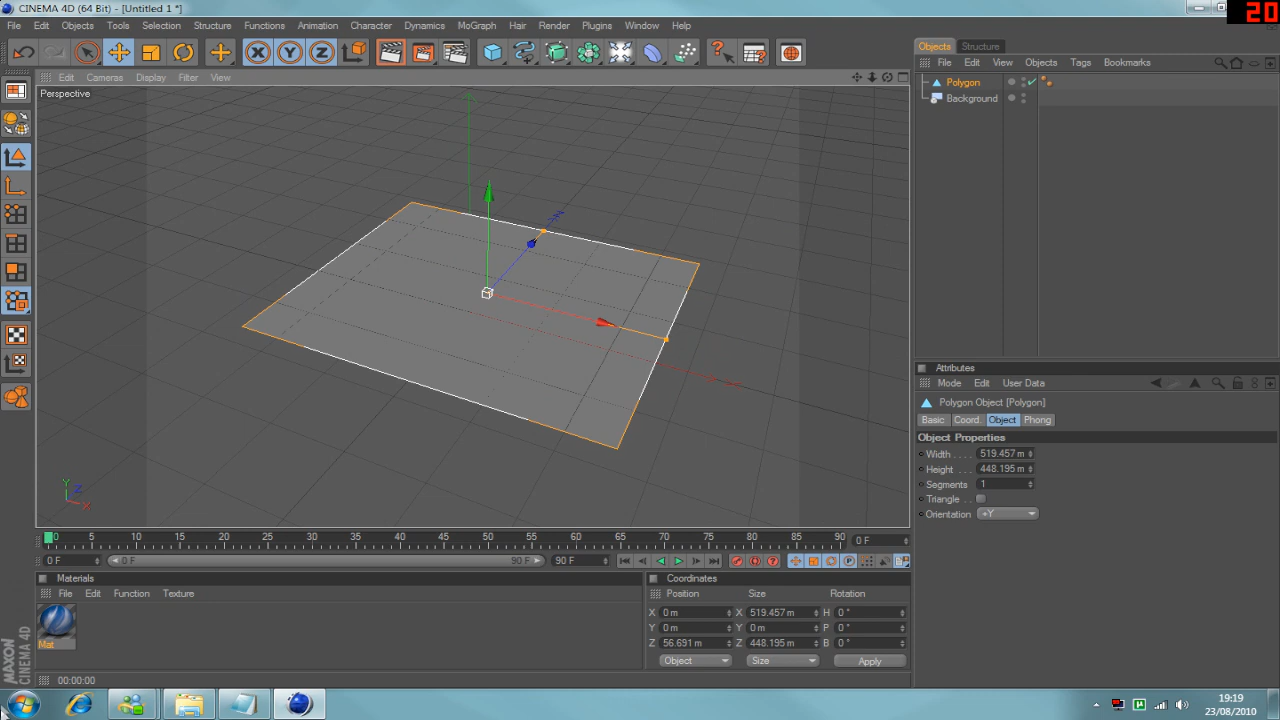 CINEMA 4D (64 Bit) - [Untitled 1 *]
20
File Edit Objects Tools Selection Structure Functions Animation Character Dynamics MoGraph Hair Render Plugins Window Help
Objects Structure
Edit Cameras Display Filter View
File Edit View Objects Tags Bookmarks
Perspective
Polygon
Background
Attributes
Mode Edit User Data
Polygon Object [Polygon]
Basic Coord. Object Phong
Object Properties
Width .... 519.457 m
Height ... 448.195 m
Segments 1
Triangle ..
Orientation +Y
Y
Z
X
0 5 10 15 20 25 30 35 40 45 50 55 60 65 70 75 80 85 90 0 F
0 F 0 F 90 F 90 F
Materials
File Edit Function Texture
Mat
Coordinates
Position Size Rotation
X 0 m X 519.457 m H 0 °
Y 0 m Y 0 m P 0 °
Z 56.691 m Z 448.195 m B 0 °
Object Size Apply
MAXON
CINEMA 4D
00:00:00
19:19
23/08/2010